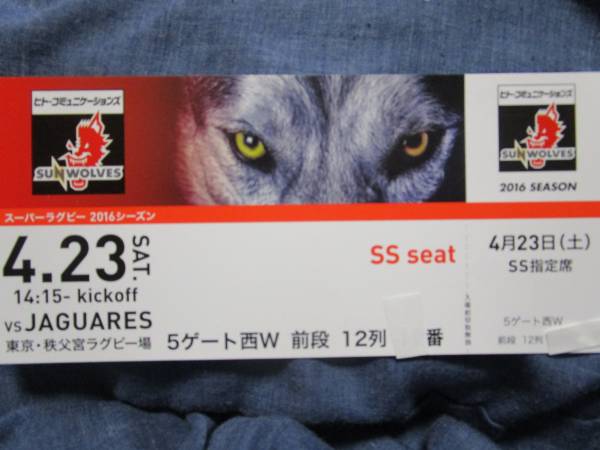 ヒト・コミュニケーションズ
SUNWOLVES
ヒト・コミュニケーションズ
SUNWOLVES
2016 SEASON
スーパーラグビー 2016シーズン
4.23 SAT.
14:15- kickoff
vs JAGUARES
東京・秩父宮ラグビー場
5ゲート西W 前段 12列 番
SS seat
4月23日(土)
SS指定席
5ゲート西W
前段 12列